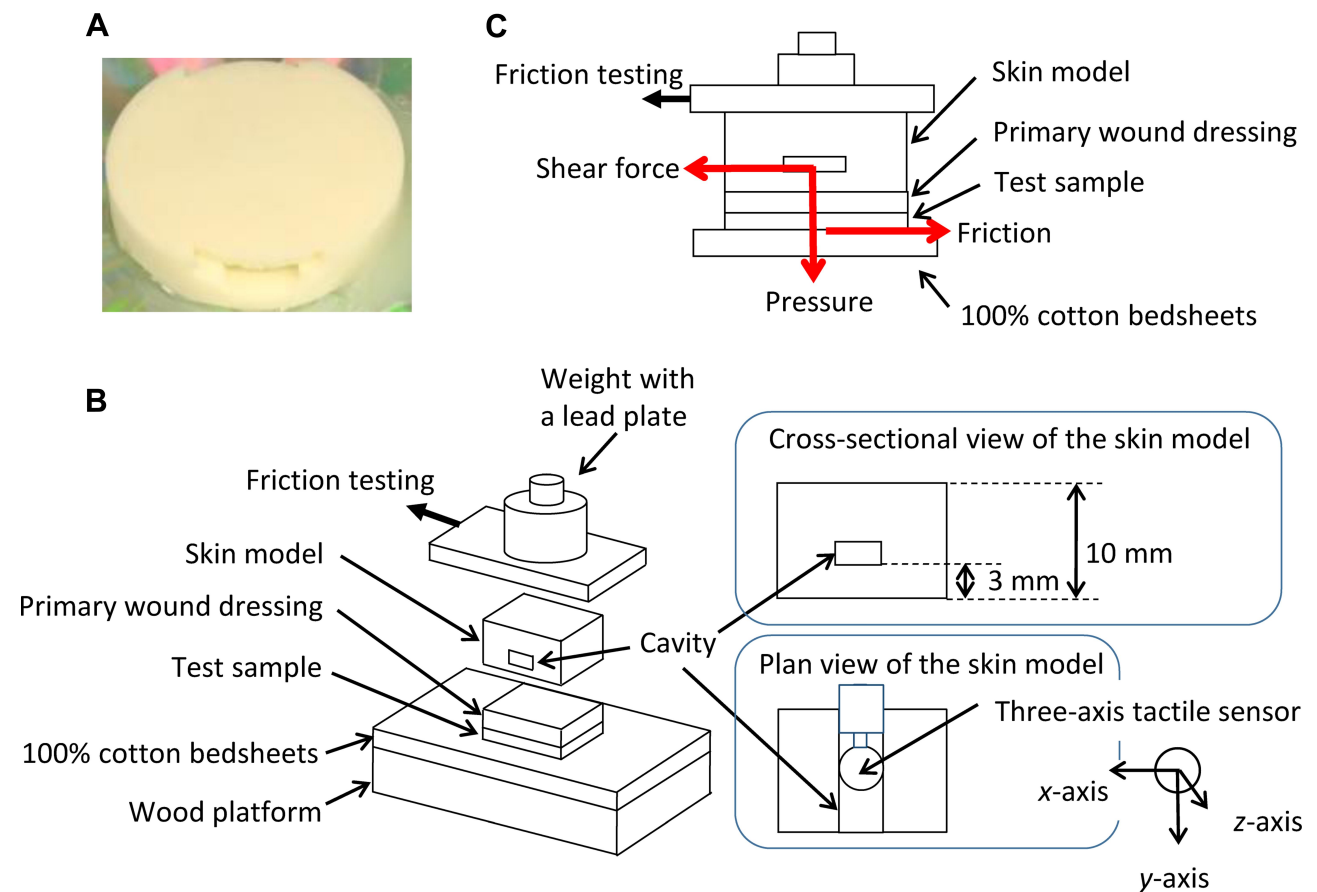 A
C
Friction testing
Skin model
Primary wound dressing
Shear force
Test sample
Friction
Pressure
100% cotton bedsheets
B
Weight with
a lead plate
Friction testing
Skin model
Primary wound dressing
Test sample
100% cotton bedsheets
Wood platform
Cavity
Cross-sectional view of the skin model
10 mm
3 mm
Plan view of the skin model
Three-axis tactile sensor
x-axis
z-axis
y-axis